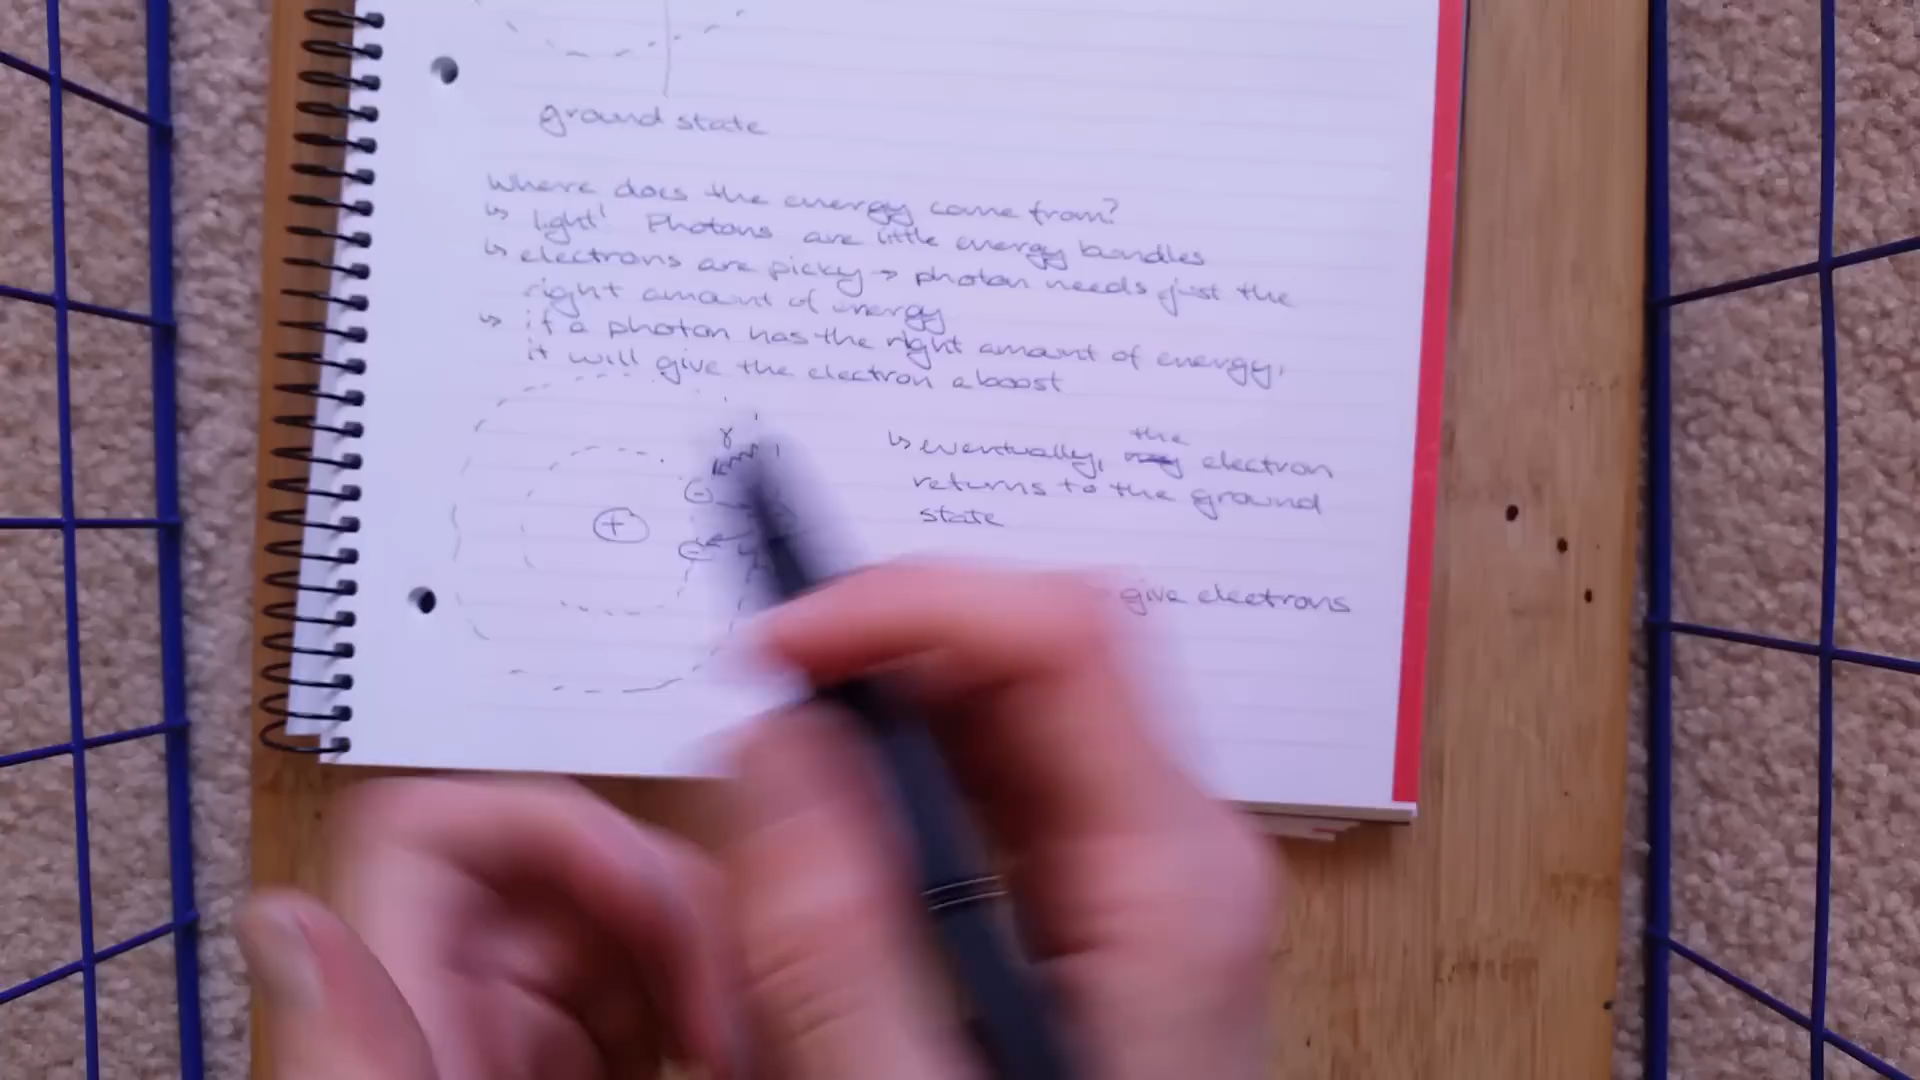 ground state
Where does the energy come from?
↳ light! Photons are little energy bundles
↳ electrons are picky → photon needs just the
right amount of energy
↳ if a photon has the right amount of energy,
it will give the electron a boost
γ
-
+
-
the
↳ eventually, electron
returns to the ground
state
give electrons